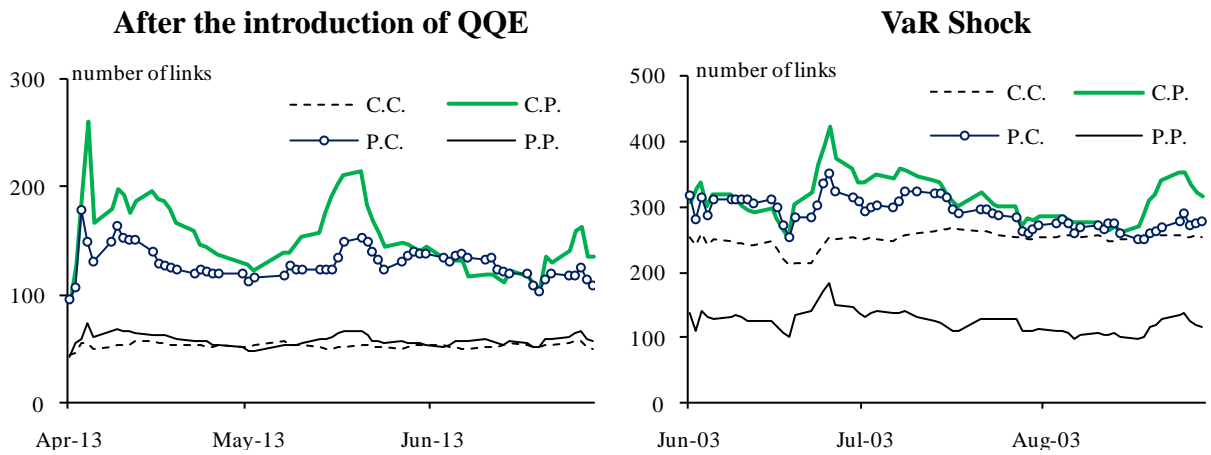 After the introduction of QQE
number of links
300
200
100
0
C.C.
C.P.
P.C.
P.P.
Apr-13
May-13
Jun-13
VaR Shock
number of links
500
400
300
200
100
0
C.C.
C.P.
P.C.
P.P.
Jun-03
Jul-03
Aug-03